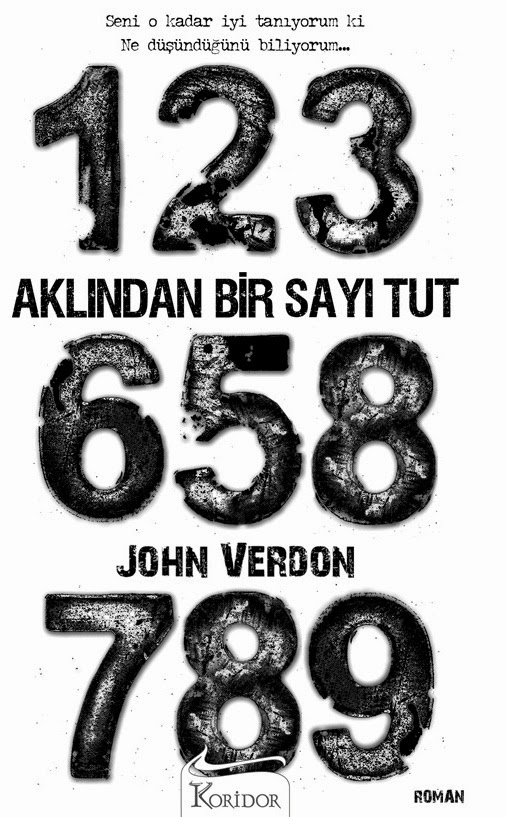 Seni o kadar iyi tanıyorum ki
Ne düşündüğünü biliyorum...
123
AKLINDAN BİR SAYI TUT
658
JOHN VERDON
789
KORİDOR
ROMAN